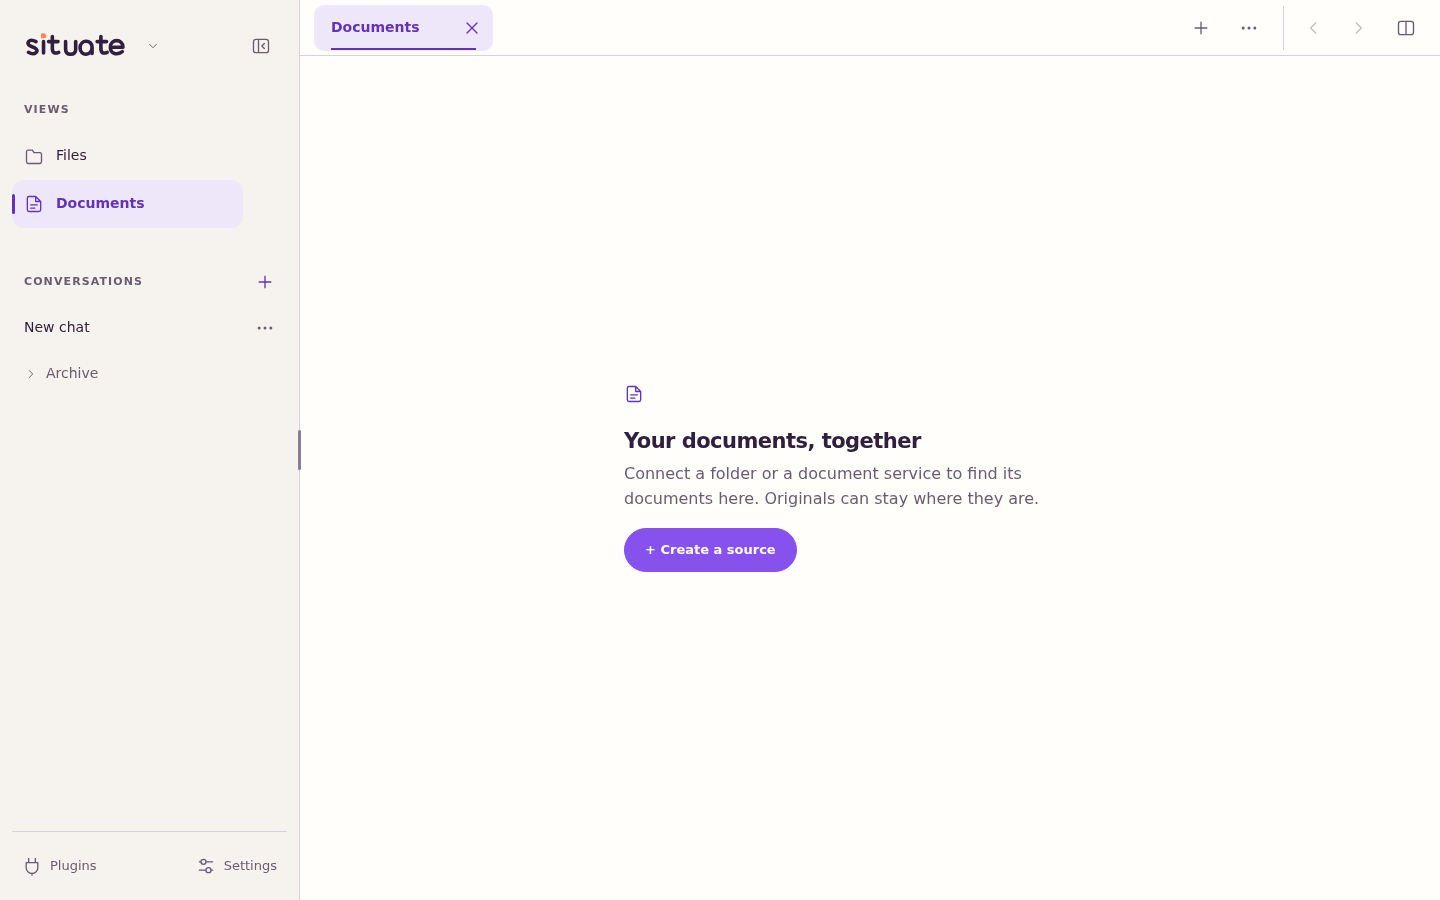 situate
VIEWS
Files
Documents
CONVERSATIONS
New chat
Archive
Plugins
Settings
Documents
Your documents, together
Connect a folder or a document service to find its
documents here. Originals can stay where they are.
+ Create a source